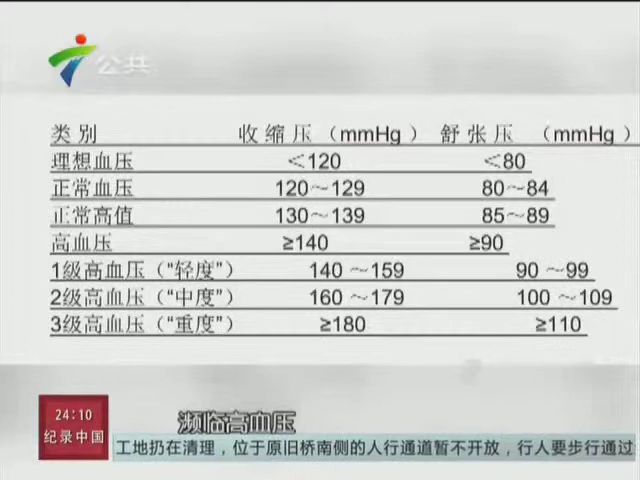 公共
类别 收缩压（mmHg） 舒张压 （mmHg）
理想血压 ＜120 ＜80
正常血压 120～129 80～84
正常高值 130～139 85～89
高血压 ≥140 ≥90
1级高血压（“轻度”） 140～159 90～99
2级高血压（“中度”） 160～179 100～109
3级高血压（“重度”） ≥180 ≥110
24:10
纪录中国
濒临高血压
工地扔在清理，位于原旧桥南侧的人行通道暂不开放，行人要步行通过